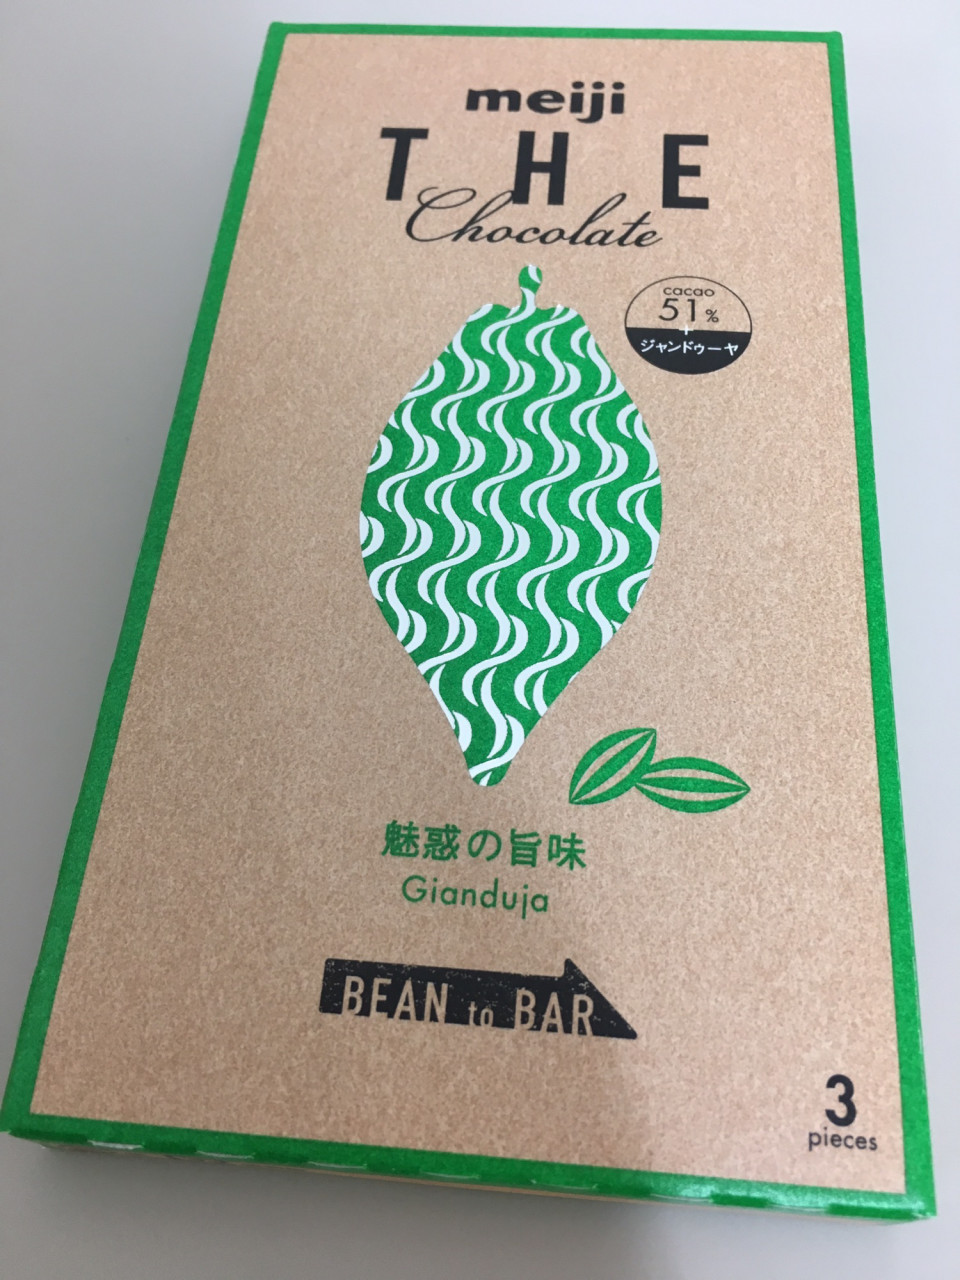 meiji
THE
Chocolate
cacao
51%
+
ジャンドゥーヤ
魅惑の旨味
Gianduja
BEAN to BAR
3
pieces